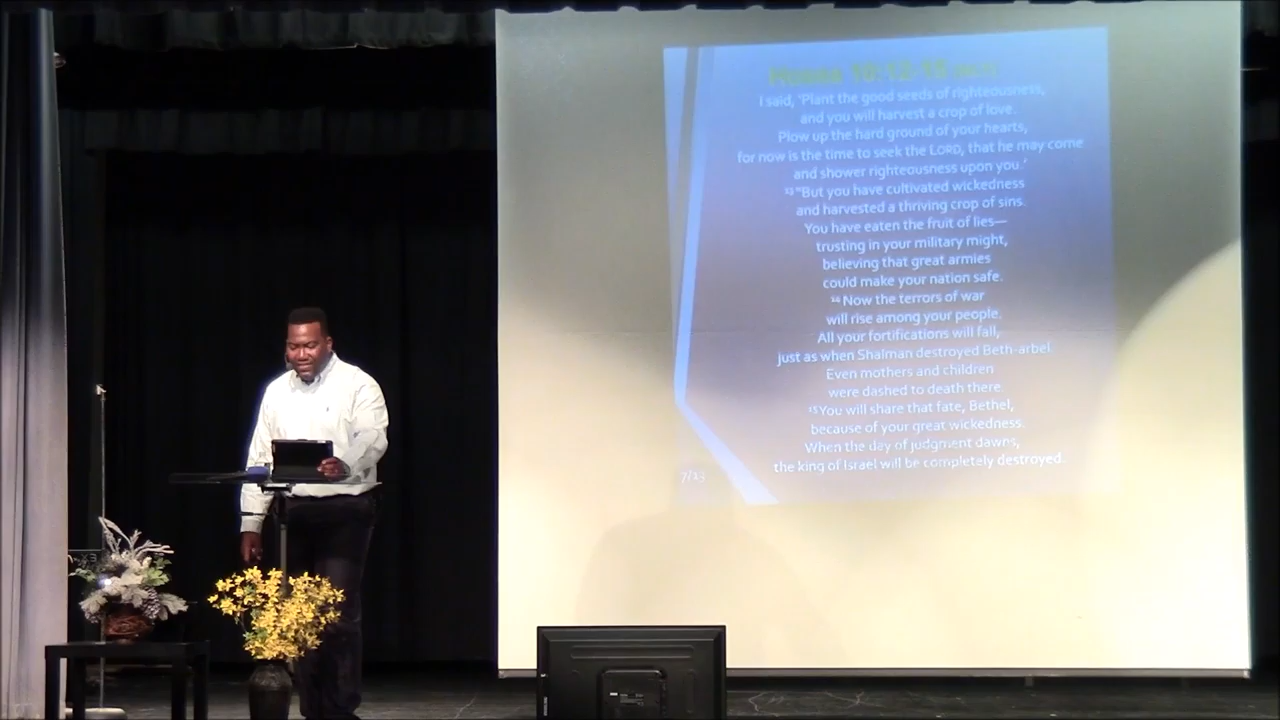 Hosea 10:12-15 (NLT)
I said, 'Plant the good seeds of righteousness,
and you will harvest a crop of love.
Plow up the hard ground of your hearts,
for now is the time to seek the LORD, that he may come
and shower righteousness upon you.'
13 "But you have cultivated wickedness
and harvested a thriving crop of sins.
You have eaten the fruit of lies—
trusting in your military might,
believing that great armies
could make your nation safe.
14 Now the terrors of war
will rise among your people.
All your fortifications will fall,
just as when Shalman destroyed Beth-arbel.
Even mothers and children
were dashed to death there.
15 You will share that fate, Bethel,
because of your great wickedness.
When the day of judgment dawns,
the king of Israel will be completely destroyed.
7/13